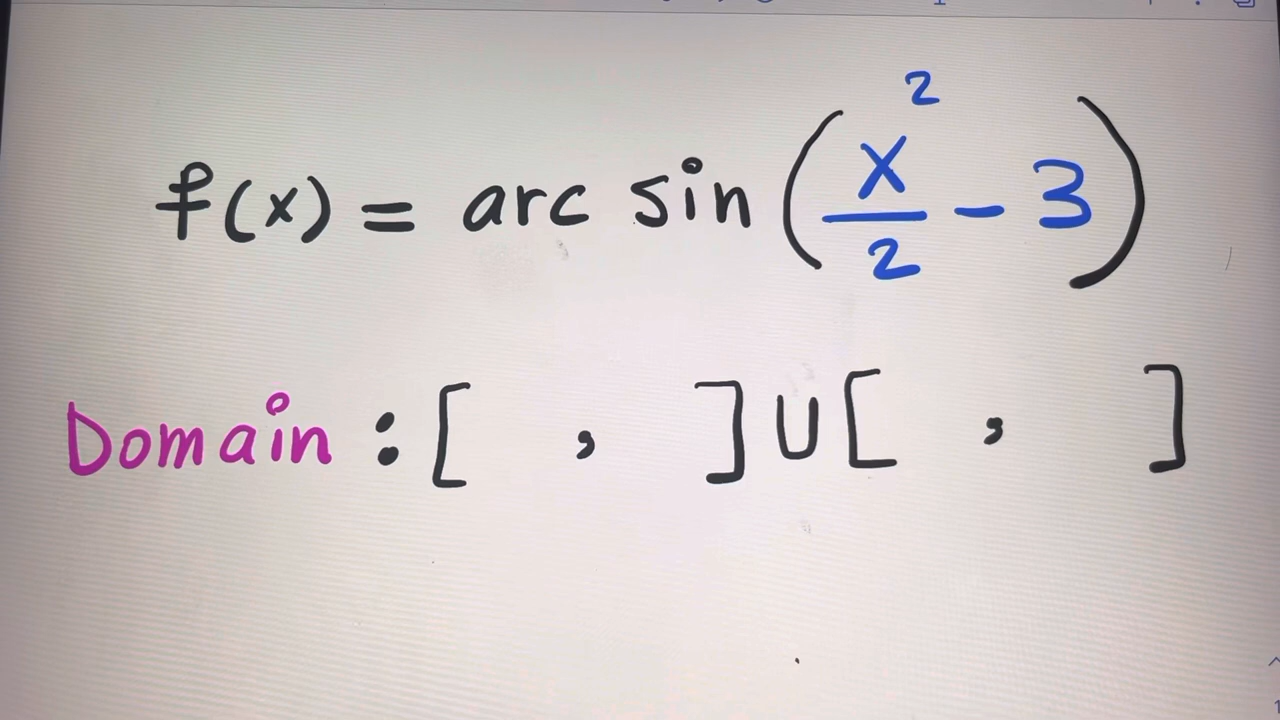 f(x) = arc sin(x²/2 - 3)
Domain : [ , ] U [ , ]